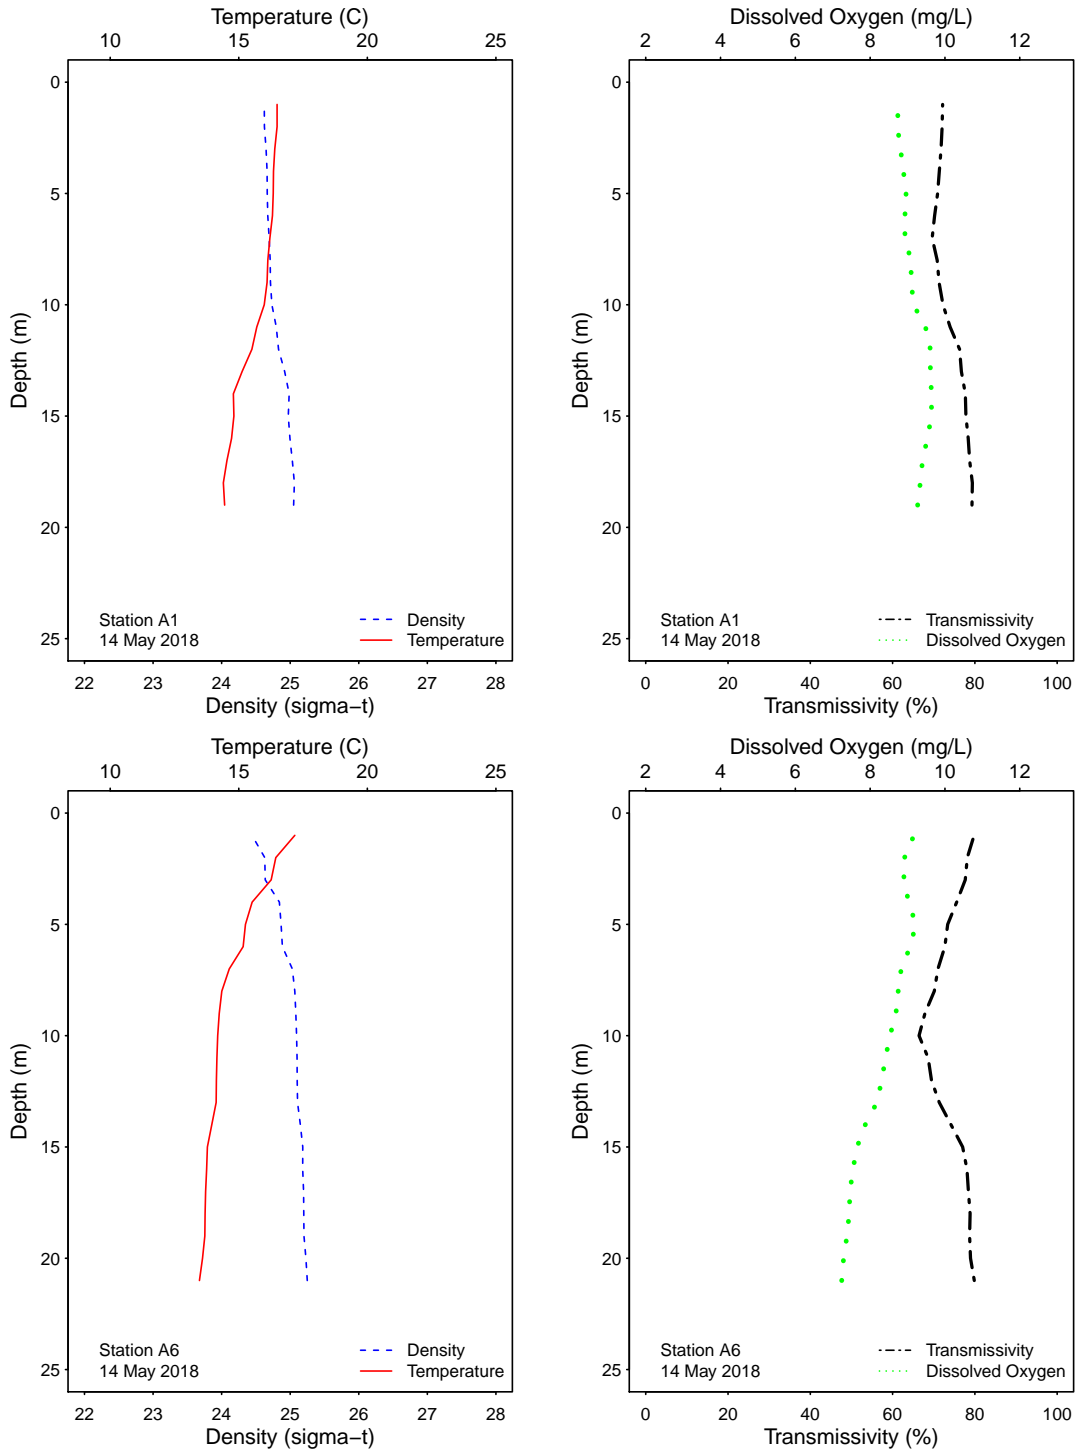 Temperature (C)
10 15 20 25
0
5
10
15
20
25
Depth (m)
Station A1
14 May 2018
Density
Temperature
22 23 24 25 26 27 28
Density (sigma−t)
Dissolved Oxygen (mg/L)
2 4 6 8 10 12
0
5
10
15
20
25
Depth (m)
Station A1
14 May 2018
Transmissivity
Dissolved Oxygen
0 20 40 60 80 100
Transmissivity (%)
Temperature (C)
10 15 20 25
0
5
10
15
20
25
Depth (m)
Station A6
14 May 2018
Density
Temperature
22 23 24 25 26 27 28
Density (sigma−t)
Dissolved Oxygen (mg/L)
2 4 6 8 10 12
0
5
10
15
20
25
Depth (m)
Station A6
14 May 2018
Transmissivity
Dissolved Oxygen
0 20 40 60 80 100
Transmissivity (%)